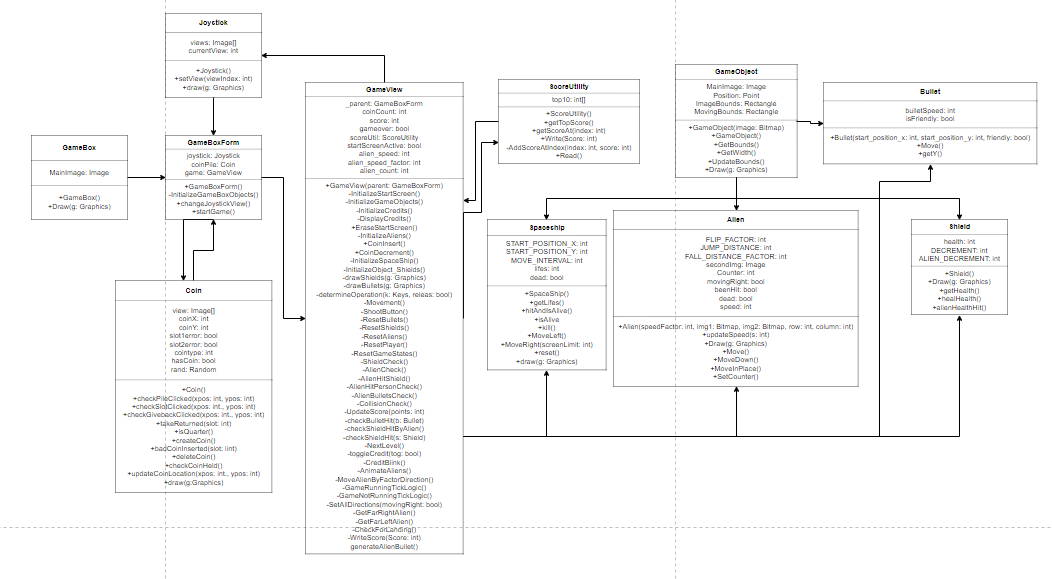 Joystick
views: Image[]
currentView: int
+Joystick()
+setView(viewIndex: int)
+draw(g: Graphics)
GameBox
MainImage: Image
+GameBox()
+Draw(g: Graphics)
GameBoxForm
joystick: Joystick
coinPile: Coin
game: GameView
+GameBoxForm()
-InitializeGameBoxObjects()
+changeJoystickView()
+startGame()
Coin
view: Image[]
coinX: int
coinY: int
slot1error: bool
slot2error: bool
cointype: int
hasCoin: bool
rand: Random
+Coin()
+checkPileClicked(xpos: int, ypos: int)
+checkSlotClicked(xpos: int,, ypos: int)
+checkGivebackClicked(xpos: int,, ypos: int)
+takeReturned(slot: int)
+isQuarter()
+createCoin()
+badCoinInserted(slot: iint)
+deleteCoin()
+checkCoinHeld()
+updateCoinLocation(xpos: int,, ypos: int)
+draw(g:Graphics)
GameView
_parent: GameBoxForm
coinCount: int
score: int
gameover: bool
scoreUtil: ScoreUtility
startScreenActive: bool
alien_speed: int
alien_speed_factor: int
alien_count: int
+GameView(parent: GameBoxForm)
-InitializeStartScreen()
-InitializeGameObjects()
-InitializeCredits()
-DisplayCredits()
+EraseStartScreen()
-InitializeAliens()
+CoinInsert()
+CoinDecrement()
-InitializeSpaceShip()
-InitializeObject_Shields()
-drawShields(g: Graphics)
-drawBullets(g: Graphics)
-determineOperation(k: Keys, releas: bool)
-Movement()
-ShootButton()
-ResetBullets()
-ResetShields()
-ResetAliens()
-ResetPlayer()
-ResetGameStates()
-ShieldCheck()
-AlienCheck()
-AlienHitShield()
-AlienHitPersonCheck()
-AlienBulletsCheck()
-CollisionCheck()
-UpdateScore(points: int)
-checkBulletHit(b: Bullet)
-checkShieldHitByAlien()
-checkShieldHit(s: Shield)
-NextLevel()
-toggleCredit(tog: bool)
-CreditBlink()
-AnimateAliens()
-MoveAlienByFactorDirection()
-GameRunningTickLogic()
-GameNotRunningTickLogic()
-SetAllDirections(movingRight: bool)
-GetFarRightAlien()
-GetFarLeftAlien()
-CheckForLanding()
-WriteScore(Score: int)
generateAlienBullet()
ScoreUtility
top10: int[]
+ScoreUtility()
+getTopScore()
+getScoreAt(index: int)
+Write(Score: int)
-AddScoreAtIndex(index: int, score: int)
+Read()
GameObject
MainImage: Image
Position: Point
ImageBounds: Rectangle
MovingBounds: Rectangle
+GameObject(image: Bitmap)
+GameObject()
+GetBounds()
+GetWidth()
+UpdateBounds()
+Draw(g: Graphics)
Bullet
bulletSpeed: int
isFriendly: bool
+Bullet(start_position_x: int, start_position_y: int, friendly: bool)
+Move()
+getY()
Spaceship
START_POSITION_X: int
START_POSITION_Y: int
MOVE_INTERVAL: int
lifes: int
dead: bool
+SpaceShip()
+getLifes()
+hitAndIsAlive()
+isAlive
+kill()
+MoveLeft()
+MoveRight(screenLimit: int)
+reset()
+draw(g: Graphics)
Alien
FLIP_FACTOR: int
JUMP_DISTANCE: int
FALL_DISTANCE_FACTOR: int
secondImg: Image
Counter: int
movingRight: bool
beenHit: bool
dead: bool
speed: int
+Alien(speedFactor: int, img1: Bitmap, img2: Bitmap, row: int, column: int)
+updateSpeed(s: int)
+Draw(g: Graphics)
+Move()
+MoveDown()
+MoveInPlace()
+SetCounter()
Shield
health: int
DECREMENT: int
ALIEN_DECREMENT: int
+Shield()
+Draw(g: Graphics)
+getHealth()
+healHealth()
+alienHealthHit()